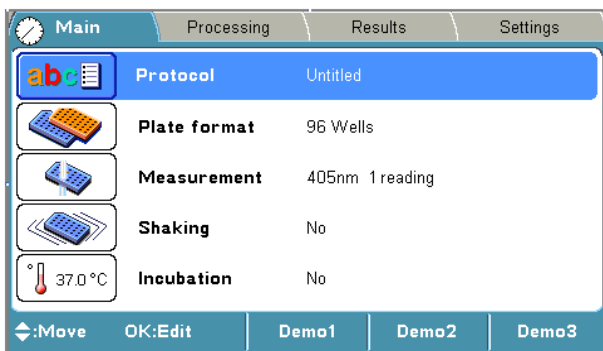 Main Processing Results Settings
abc Protocol Untitled
Plate format 96 Wells
Measurement 405nm 1 reading
Shaking No
37.0°C Incubation No
:Move OK:Edit Demo1 Demo2 Demo3